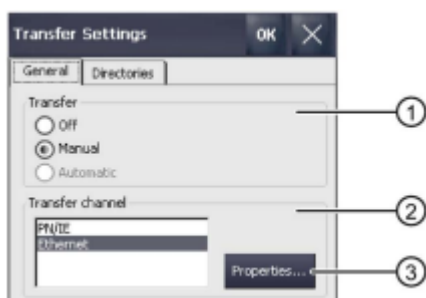 Transfer Settings OK
General Directories
Transfer
Off
Manual
Automatic
1
Transfer channel
PN/IE
Ethernet
2
Properties...
3